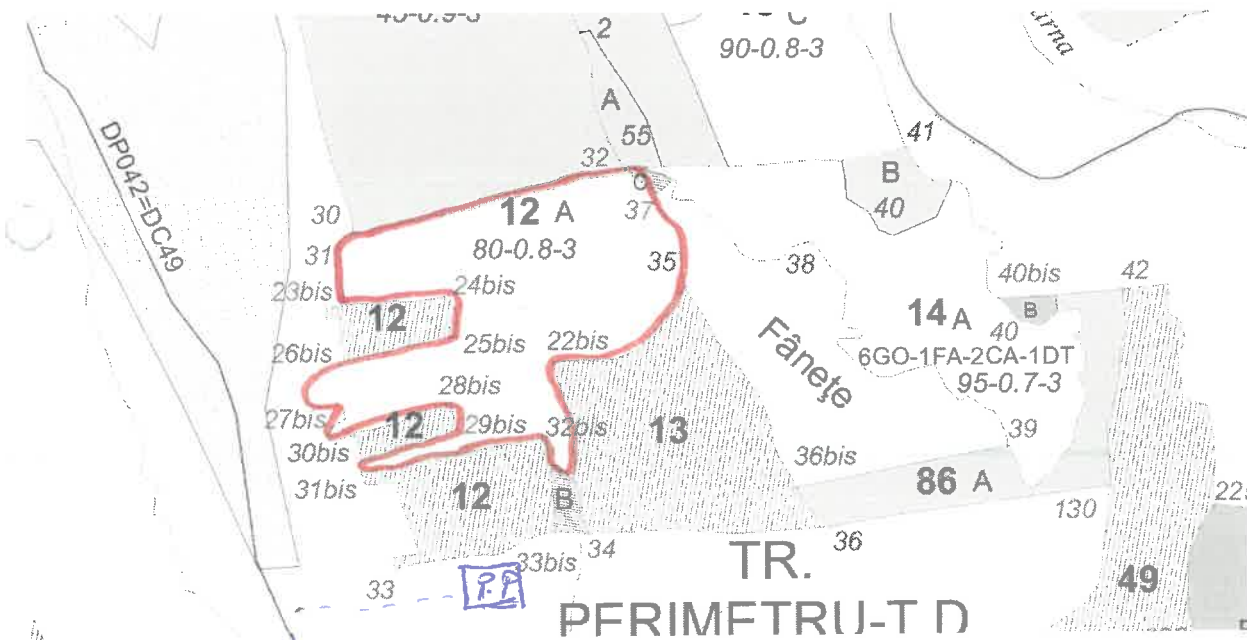 45-0.9-3
2
C
90-0.8-3
A
55
41
DP042=DC49
32
B
40
30
12 A
37
80-0.8-3
31
35
38
40bis
42
23bis
24bis
12
14 A
B
40
26bis
25bis
22bis
Fânețe
6GO-1FA-2CA-1DT
95-0.7-3
28bis
27bis
12
29bis
32bis
13
39
30bis
36bis
31bis
12
B
86 A
130
34
36
33bis
TR.
33
P.P
49
PERIMETRU-T D